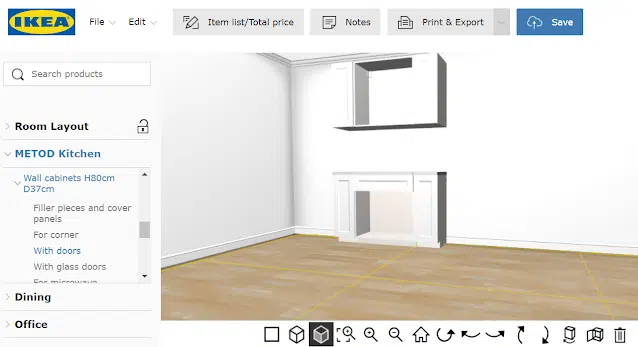 IKEA
File
Edit
Item list/Total price
Notes
Print & Export
Save
Search products
Room Layout
METOD Kitchen
Wall cabinets H80cm
D37cm
Filler pieces and cover
panels
For corner
With doors
With glass doors
For microwave
Dining
Office